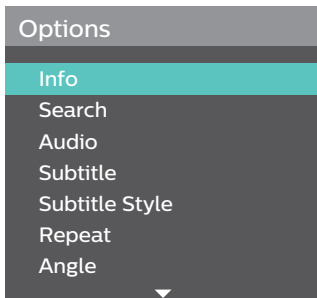 Options
Info
Search
Audio
Subtitle
Subtitle Style
Repeat
Angle